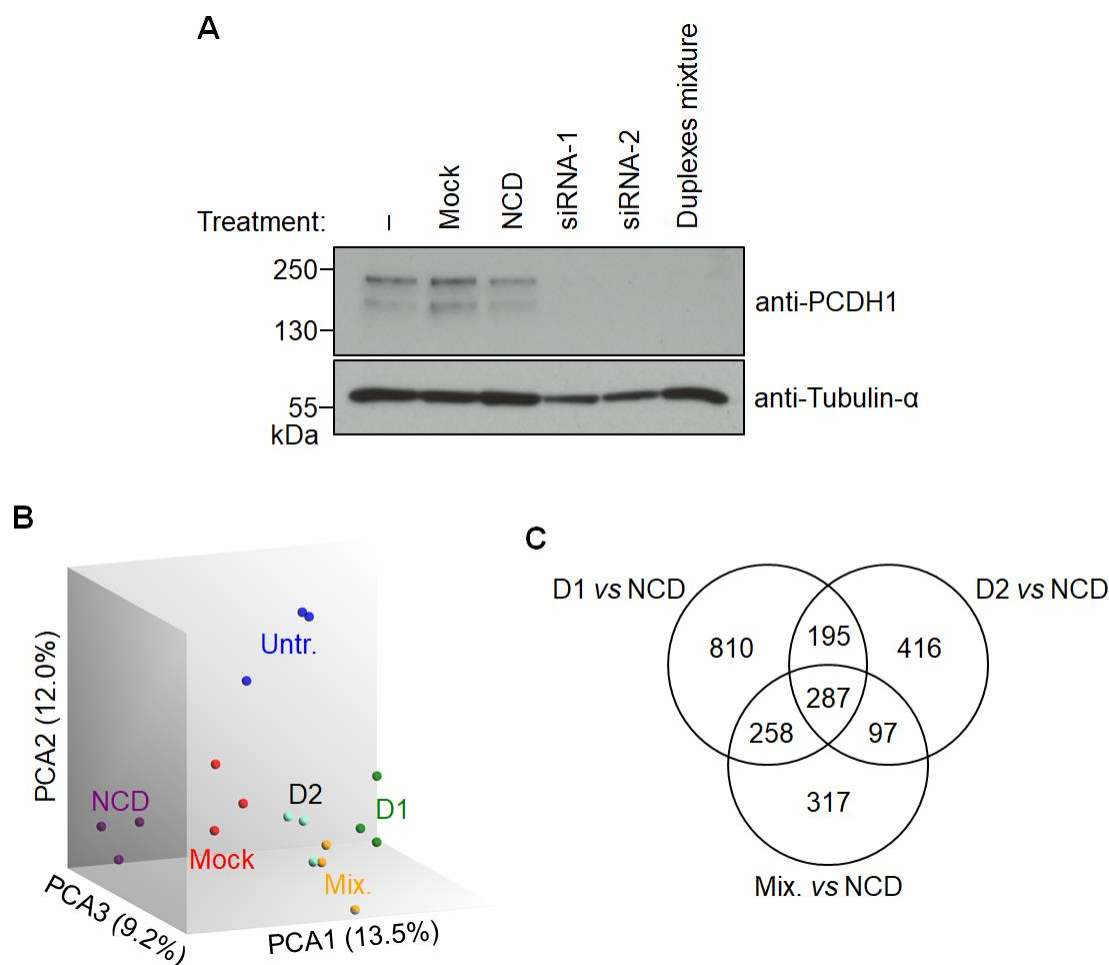 A
Treatment:
–
Mock
NCD
siRNA-1
siRNA-2
Duplexes mixture
250
130
anti-PCDH1
55
kDa
anti-Tubulin-α
B
PCA2 (12.0%)
PCA3 (9.2%)
PCA1 (13.5%)
Untr.
NCD
Mock
D2
D1
Mix.
C
D1 vs NCD
D2 vs NCD
810
195
416
287
258
97
317
Mix. vs NCD